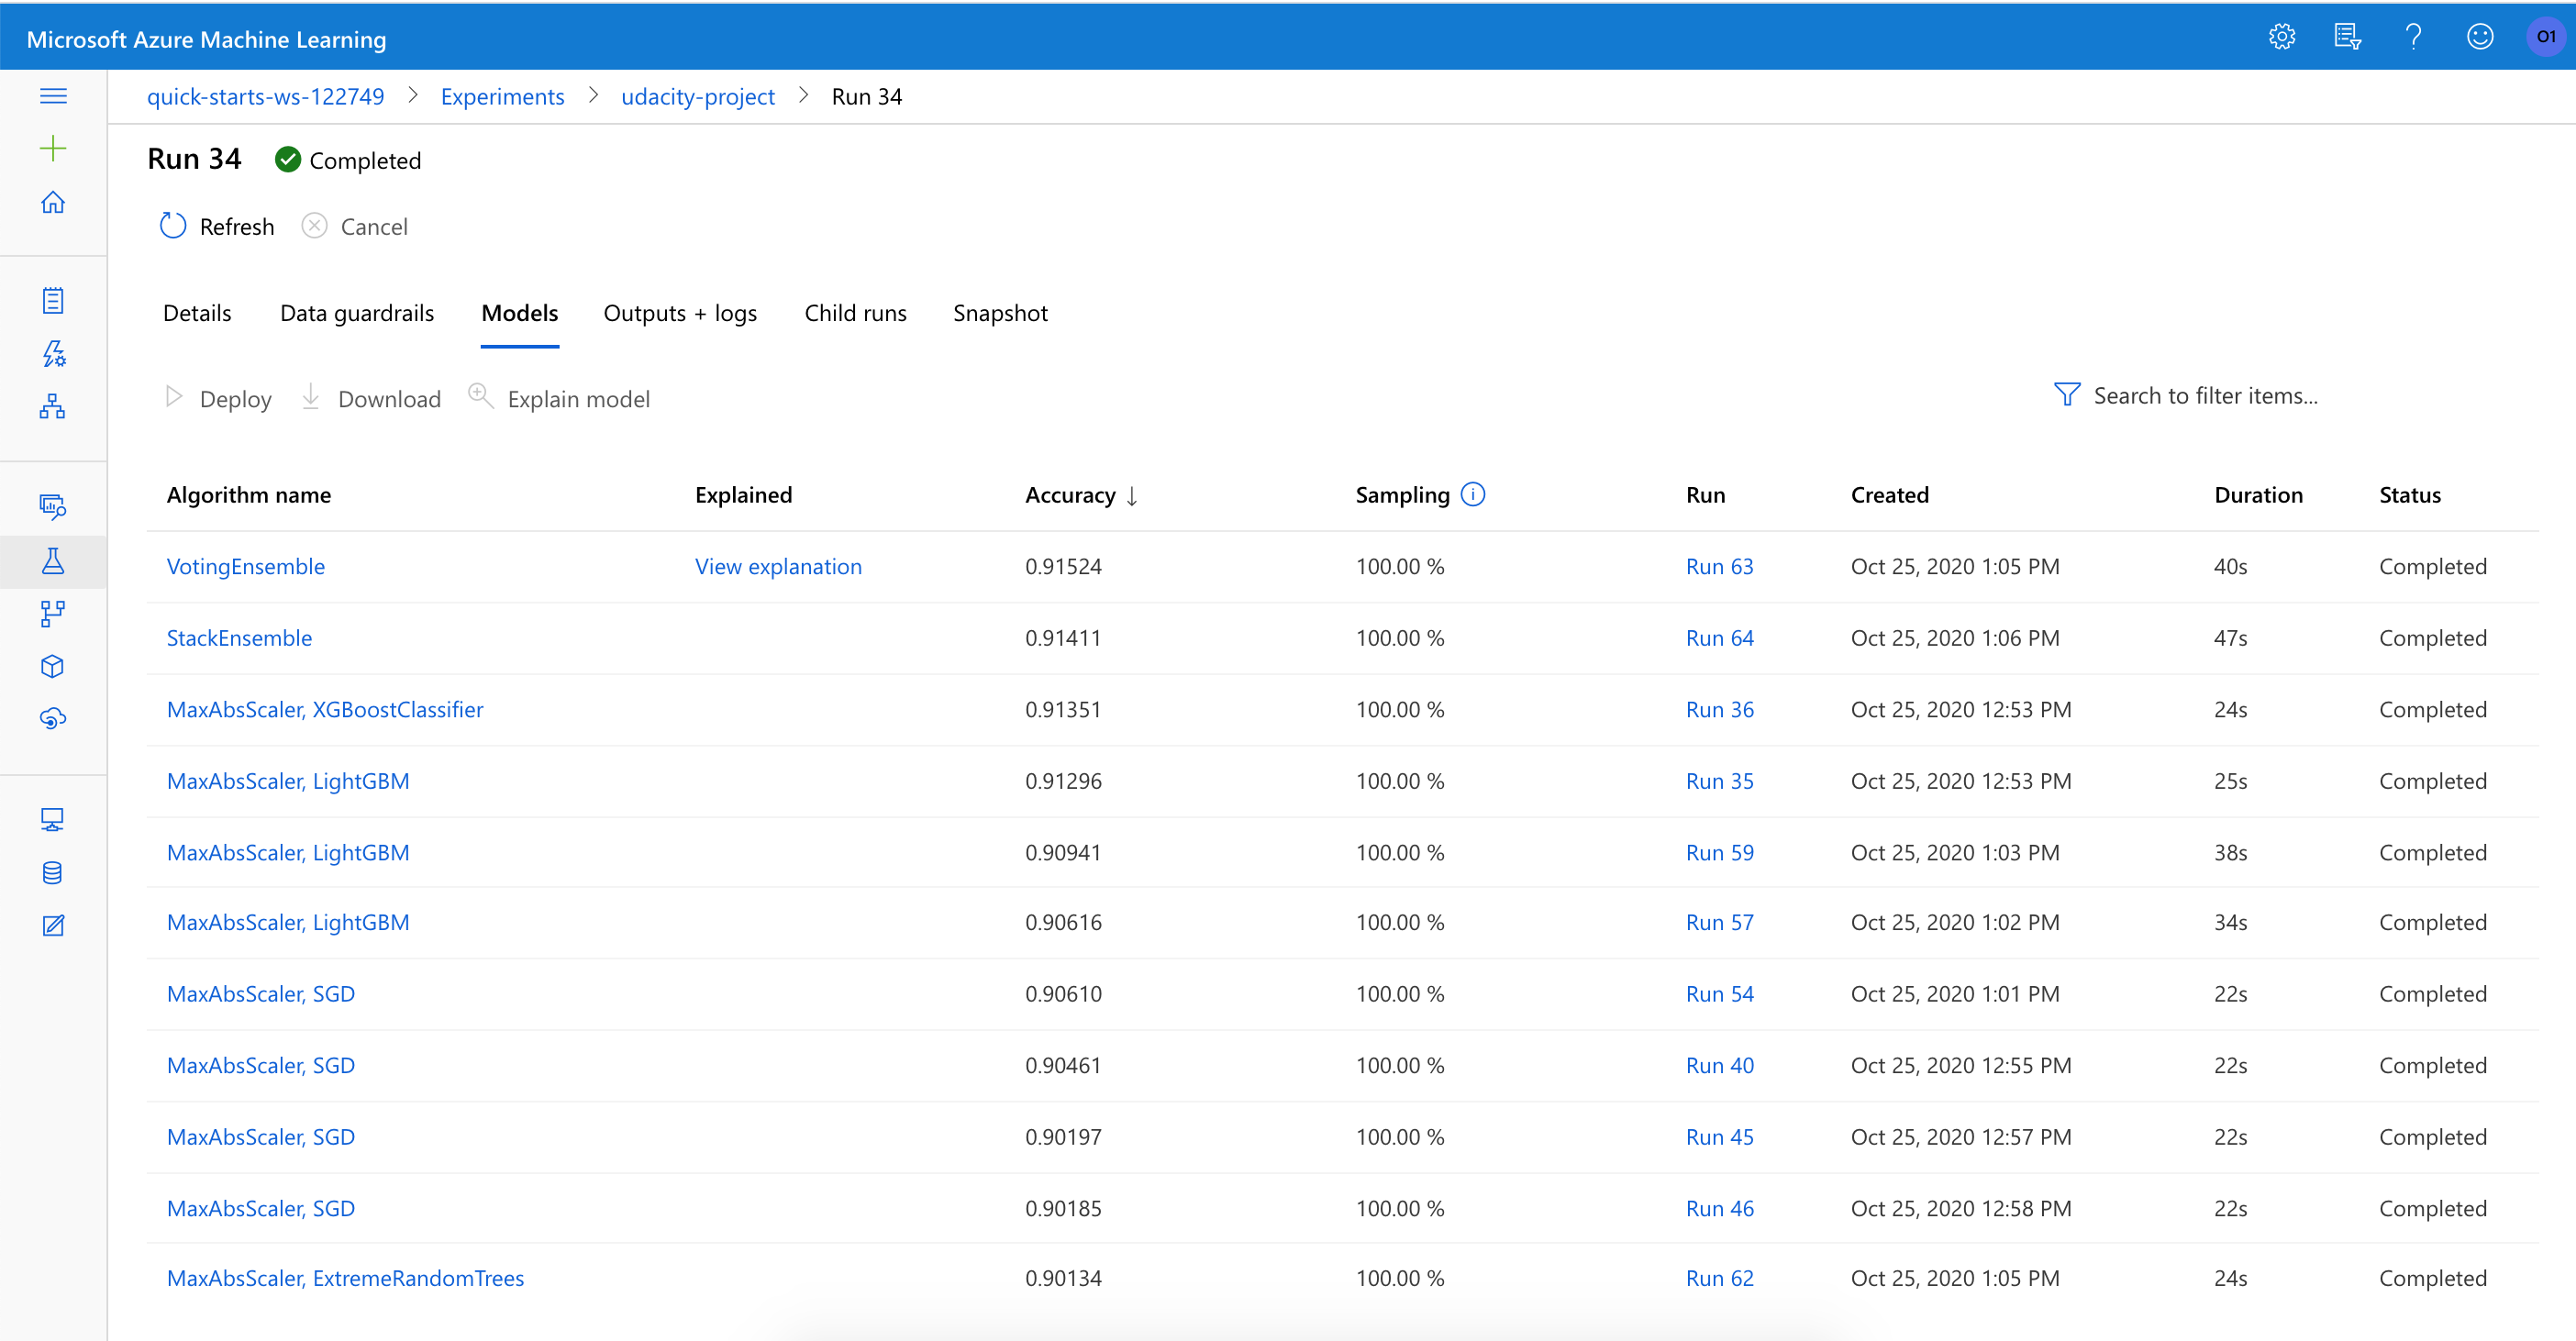 Microsoft Azure Machine Learning
O1
quick-starts-ws-122749 > Experiments > udacity-project > Run 34
Run 34 Completed
Refresh Cancel
Details Data guardrails Models Outputs + logs Child runs Snapshot
Deploy Download Explain model Search to filter items...
Algorithm name Explained Accuracy ↓ Sampling Run Created Duration Status
VotingEnsemble View explanation 0.91524 100.00 % Run 63 Oct 25, 2020 1:05 PM 40s Completed
StackEnsemble 0.91411 100.00 % Run 64 Oct 25, 2020 1:06 PM 47s Completed
MaxAbsScaler, XGBoostClassifier 0.91351 100.00 % Run 36 Oct 25, 2020 12:53 PM 24s Completed
MaxAbsScaler, LightGBM 0.91296 100.00 % Run 35 Oct 25, 2020 12:53 PM 25s Completed
MaxAbsScaler, LightGBM 0.90941 100.00 % Run 59 Oct 25, 2020 1:03 PM 38s Completed
MaxAbsScaler, LightGBM 0.90616 100.00 % Run 57 Oct 25, 2020 1:02 PM 34s Completed
MaxAbsScaler, SGD 0.90610 100.00 % Run 54 Oct 25, 2020 1:01 PM 22s Completed
MaxAbsScaler, SGD 0.90461 100.00 % Run 40 Oct 25, 2020 12:55 PM 22s Completed
MaxAbsScaler, SGD 0.90197 100.00 % Run 45 Oct 25, 2020 12:57 PM 22s Completed
MaxAbsScaler, SGD 0.90185 100.00 % Run 46 Oct 25, 2020 12:58 PM 22s Completed
MaxAbsScaler, ExtremeRandomTrees 0.90134 100.00 % Run 62 Oct 25, 2020 1:05 PM 24s Completed